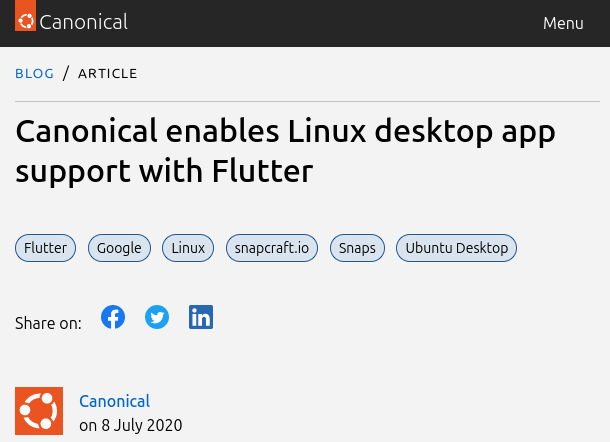 Canonical Menu
BLOG / ARTICLE
Canonical enables Linux desktop app
support with Flutter
Flutter Google Linux snapcraft.io Snaps Ubuntu Desktop
Share on:
Canonical
on 8 July 2020